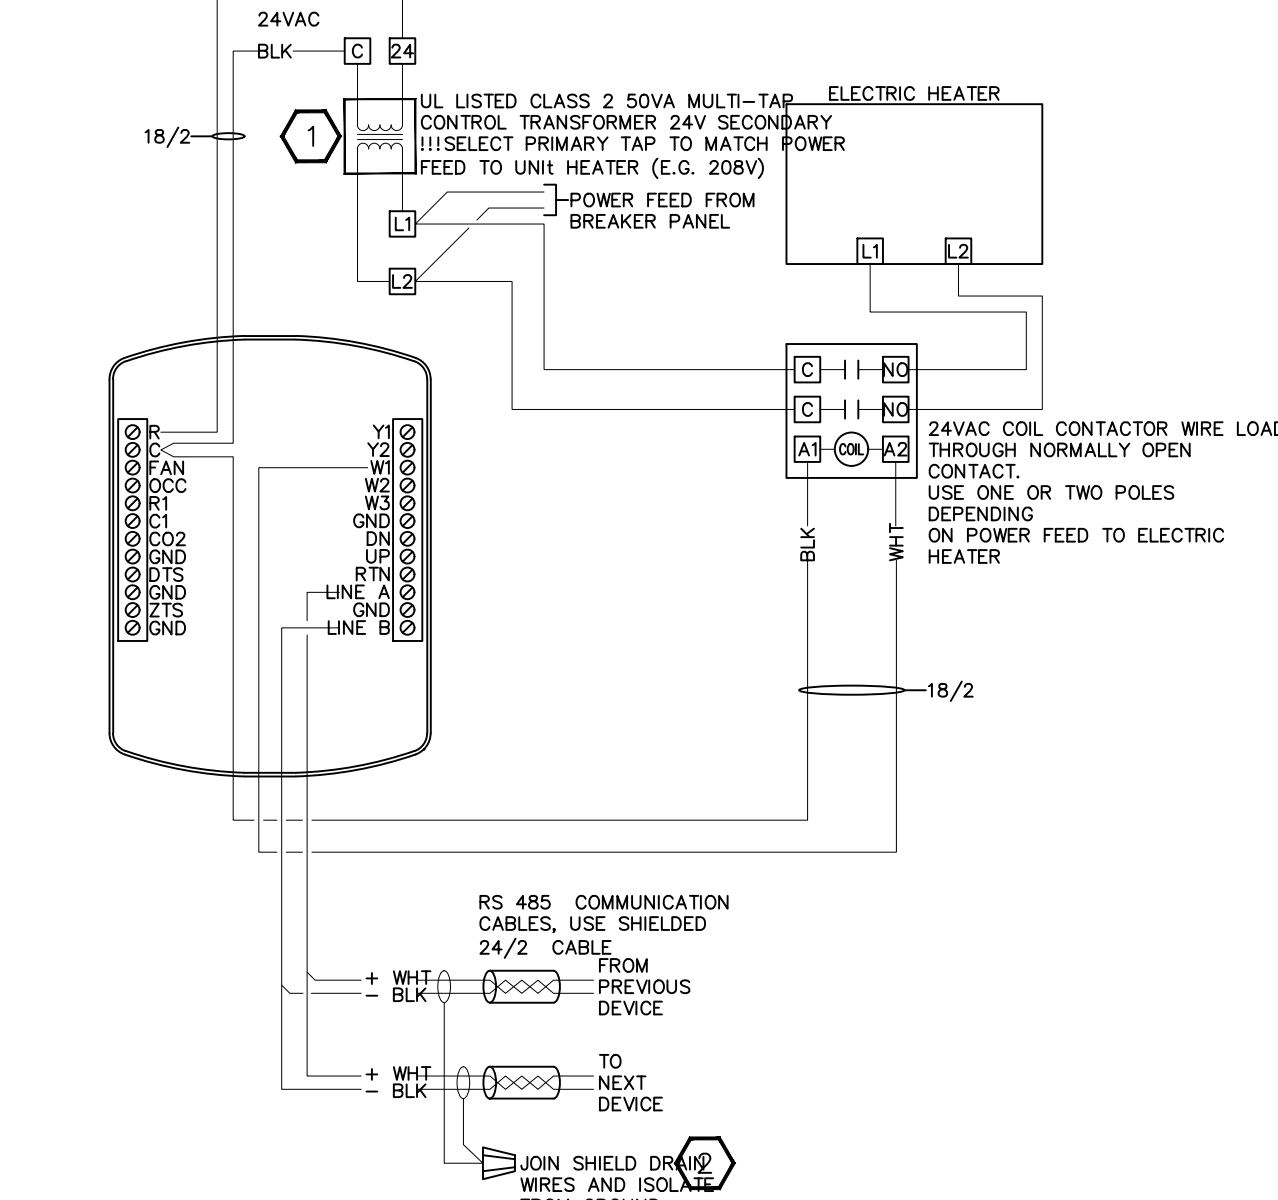 24VAC
BLK
C
24
18/2
1
UL LISTED CLASS 2 50VA MULTI-TAP
CONTROL TRANSFORMER 24V SECONDARY
!!!SELECT PRIMARY TAP TO MATCH POWER
FEED TO UNIt HEATER (E.G. 208V)
POWER FEED FROM
BREAKER PANEL
L1
L2
ELECTRIC HEATER
L1
L2
C
NO
C
NO
A1
COIL
A2
24VAC COIL CONTACTOR WIRE LOAD
THROUGH NORMALLY OPEN
CONTACT.
USE ONE OR TWO POLES
DEPENDING
ON POWER FEED TO ELECTRIC
HEATER
BLK
WHT
18/2
R
C
FAN
OCC
R1
C1
CO2
GND
DTS
GND
ZTS
GND
Y1
Y2
W1
W2
W3
GND
DN
UP
RTN
LINE A
GND
LINE B
RS 485 COMMUNICATION
CABLES, USE SHIELDED
24/2 CABLE
+ WHT
- BLK
FROM
PREVIOUS
DEVICE
+ WHT
- BLK
TO
NEXT
DEVICE
2
JOIN SHIELD DRAIN
WIRES AND ISOLATE
FROM GROUND